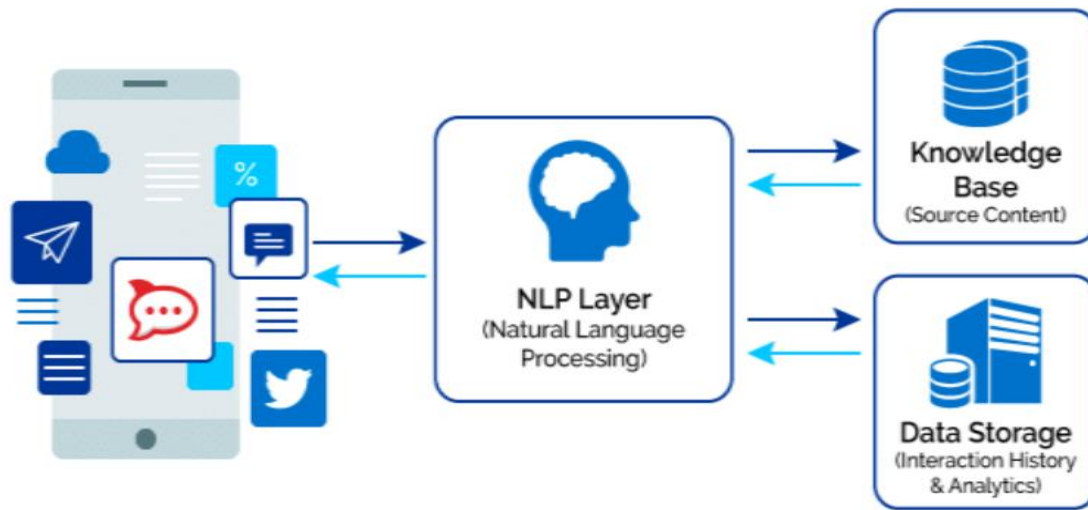 %
NLP Layer
(Natural Language
Processing)
Knowledge
Base
(Source Content)
Data Storage
(Interaction History
& Analytics)